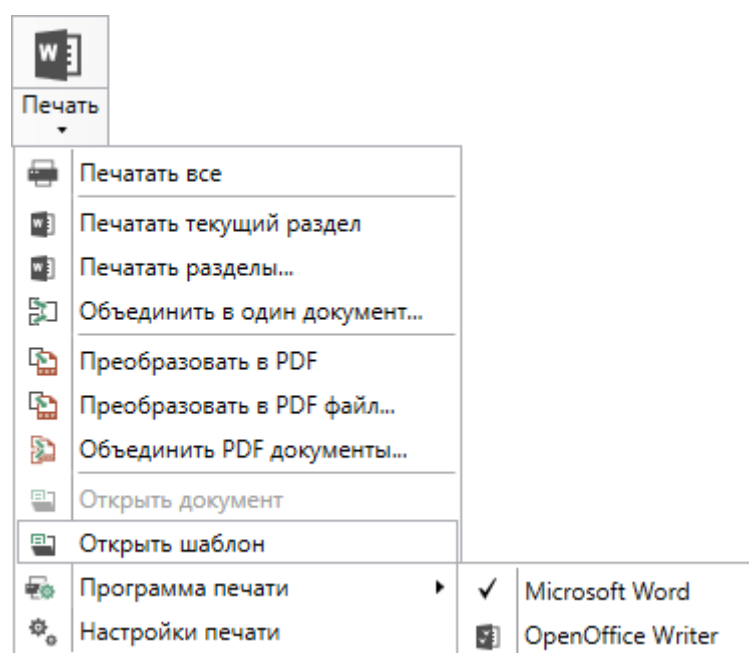 Печать
Печатать все
Печатать текущий раздел
Печатать разделы...
Объединить в один документ...
Преобразовать в PDF
Преобразовать в PDF файл...
Объединить PDF документы...
Открыть документ
Открыть шаблон
Программа печати
Microsoft Word
Настройки печати
OpenOffice Writer